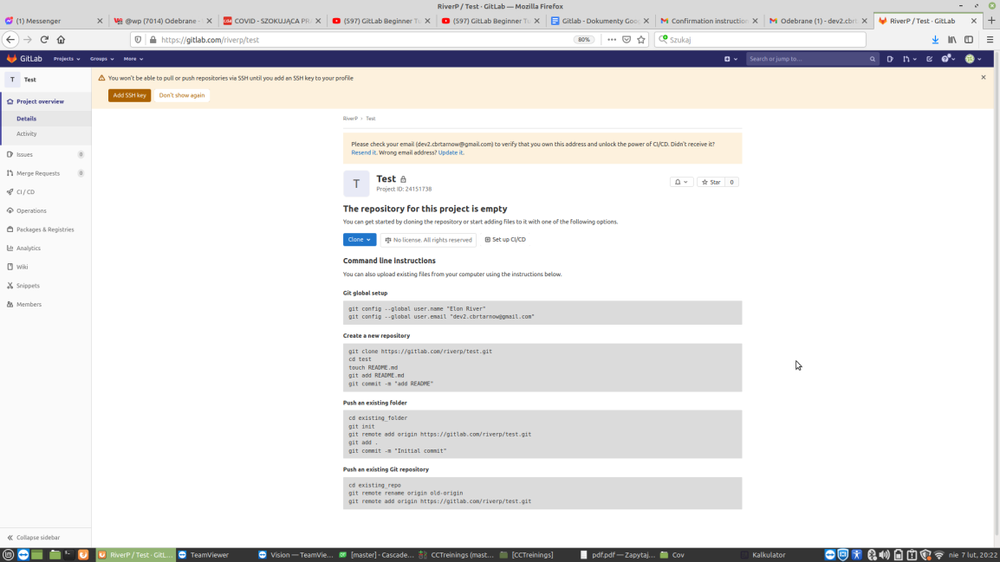 RiverP / Test · GitLab — Mozilla Firefox
(1) Messenger
@wp (7014) Odebrane -
COVID - SZOKUJĄCA PR
(597) GitLab Beginner T
(597) GitLab Beginner T
Gitlab - Dokumenty Goo
Confirmation instruction
Odebrane (1) - dev2.cbrt
RiverP / Test · GitLab
https://gitlab.com/riverp/test
80%
Szukaj
GitLab
Projects
Groups
More
Search or jump to...
T
Test
Project overview
Details
Activity
Issues 0
Merge Requests 0
CI / CD
Operations
Packages & Registries
Analytics
Wiki
Snippets
Members
Collapse sidebar
You won't be able to pull or push repositories via SSH until you add an SSH key to your profile
Add SSH key
Don't show again
RiverP > Test
Please check your email (dev2.cbrtarnow@gmail.com) to verify that you own this address and unlock the power of CI/CD. Didn't receive it?
Resend it. Wrong email address? Update it.
T
Test
Project ID: 24151738
Star 0
The repository for this project is empty
You can get started by cloning the repository or start adding files to it with one of the following options.
Clone
No license. All rights reserved
Set up CI/CD
Command line instructions
You can also upload existing files from your computer using the instructions below.
Git global setup
git config --global user.name "Elon River"
git config --global user.email "dev2.cbrtarnow@gmail.com"
Create a new repository
git clone https://gitlab.com/riverp/test.git
cd test
touch README.md
git add README.md
git commit -m "add README"
Push an existing folder
cd existing_folder
git init
git remote add origin https://gitlab.com/riverp/test.git
git add .
git commit -m "Initial commit"
Push an existing Git repository
cd existing_repo
git remote rename origin old-origin
git remote add origin https://gitlab.com/riverp/test.git
RiverP / Test · GitL...
TeamViewer
Vision — TeamVie...
[master] - Cascade...
CCTreinings (mast...
[CCTreinings]
pdf.pdf — Zapytaj...
Cov
Kalkulator
nie 7 lut, 20:22